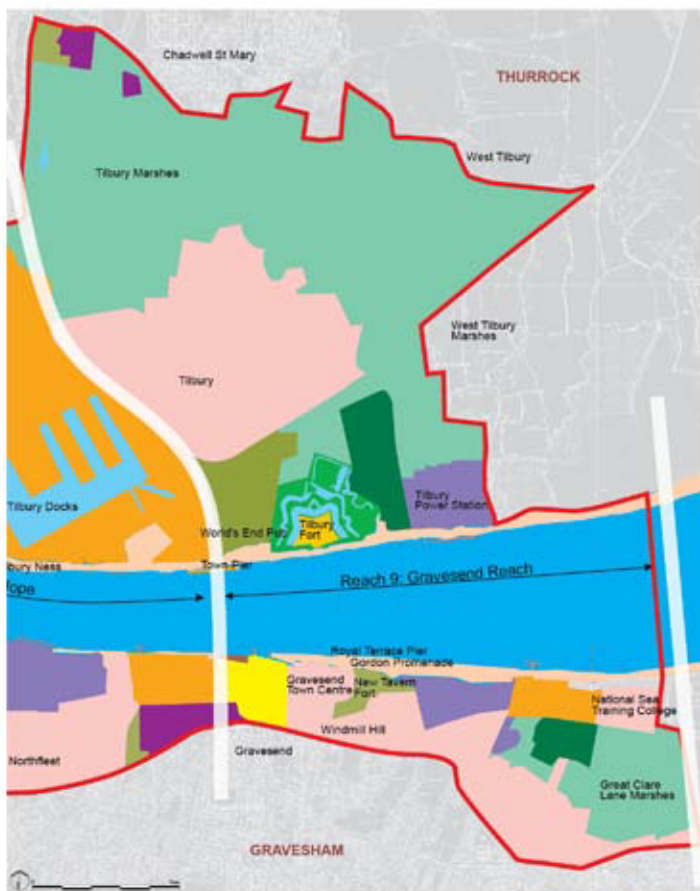 Chadwell St Mary
THURROCK
West Tilbury
Tilbury Marshes
West Tilbury
Marshes
Tilbury
Tilbury
Power Station
Tilbury Docks
World's End Pub
Tilbury
Fort
Town Pier
lbury Ness
lope
Reach 9: Gravesend Reach
Royal Terrace Pier
Gordon Promenade
Gravesend
Town Centre
New Tavern
Fort
National Sea
Training College
Windmill Hill
Northfleet
Gravesend
Great Clare
Lane Marshes
GRAVESHAM